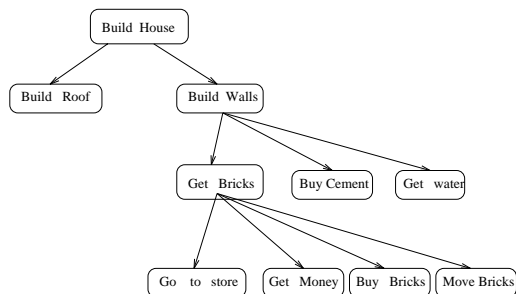 Build House
Build Roof
Build Walls
Get Bricks
Buy Cement
Get water
Go to store
Get Money
Buy Bricks
Move Bricks